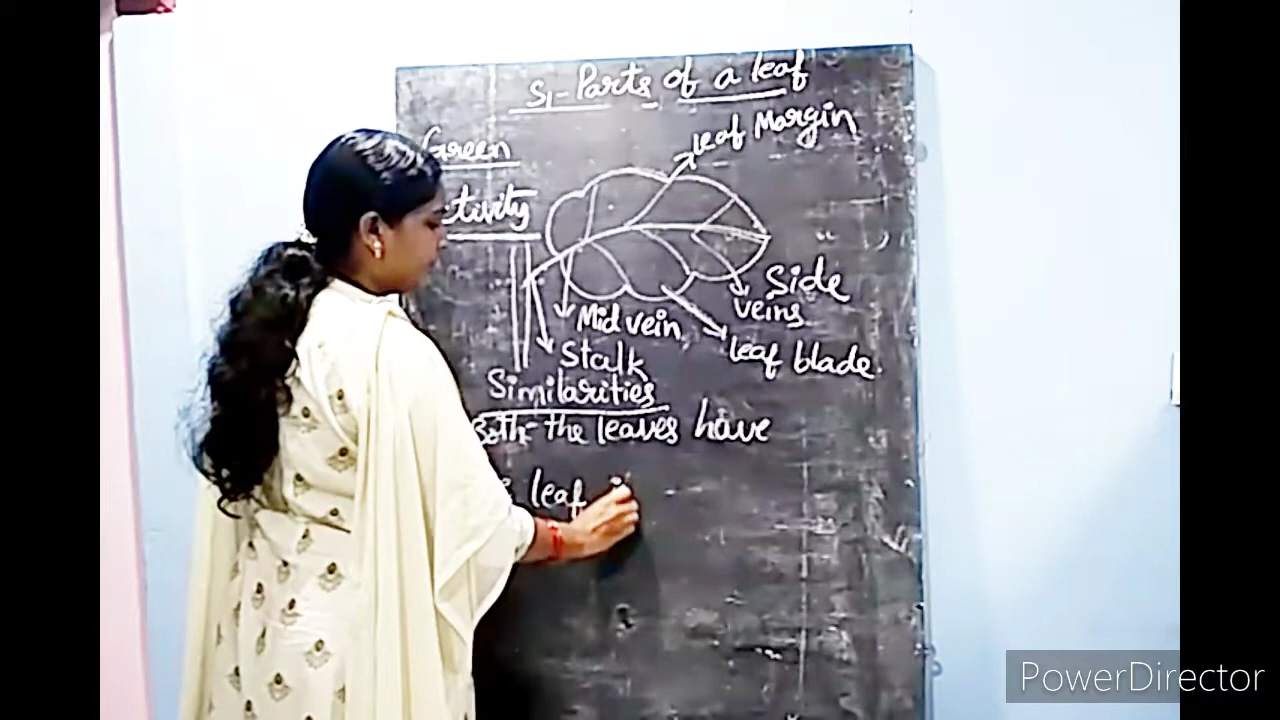 S1-Parts of a leaf
leaf Margin
Green
Side
veins
Mid vein
leaf blade.
Stalk
Similarities
Both the leaves have
leaf
PowerDirector